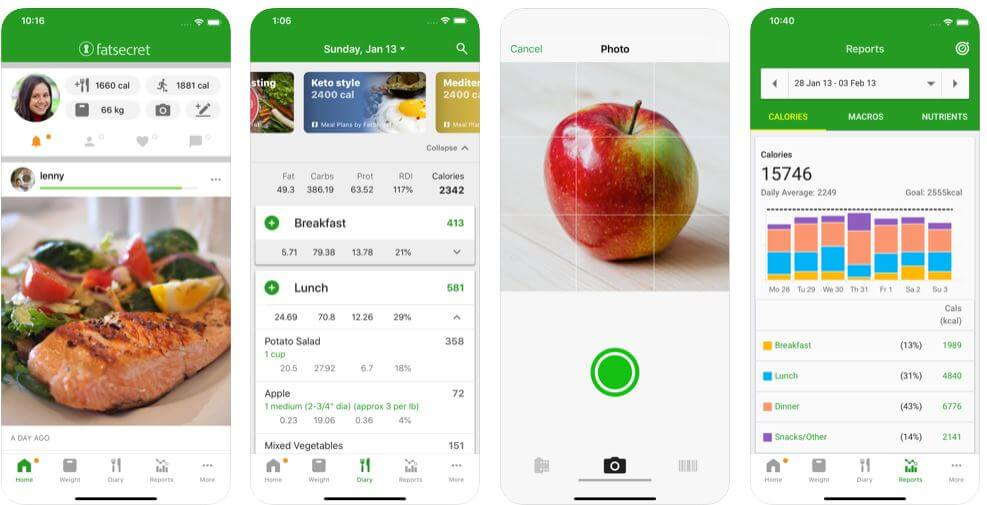 10:16
fatsecret
1660 cal
1881 cal
66 kg
lenny
A DAY AGO
Home
Weight
Diary
Reports
More
1:06
Sunday, Jan 13
sting
Keto style
2400 cal
Meal Plans by FatSecret
Mediter
2400 c
Meal Plans
Collapse
Fat Carbs Prot RDI Calories
49.3 386.19 63.52 117% 2342
Breakfast 413
5.71 79.38 13.78 21%
Lunch 581
24.69 70.8 12.26 29%
Potato Salad 358
1 cup
20.5 27.92 6.7 18%
Apple 72
1 medium (2-3/4" dia) (approx 3 per lb)
0.23 19.06 0.36 4%
Mixed Vegetables 151
Home
Weight
Diary
Reports
More
Cancel
Photo
10:40
Reports
28 Jan 13 - 03 Feb 13
CALORIES
MACROS
NUTRIENTS
Calories
15746
Daily Average: 2249
Goal: 2555kcal
Mo 28 Tu 29 We 30 Th 31 Fr 1 Sa 2 Su 3
Cals
(kcal)
Breakfast (13%) 1989
Lunch (31%) 4840
Dinner (43%) 6776
Snacks/Other (14%) 2141
Home
Weight
Diary
Reports
More